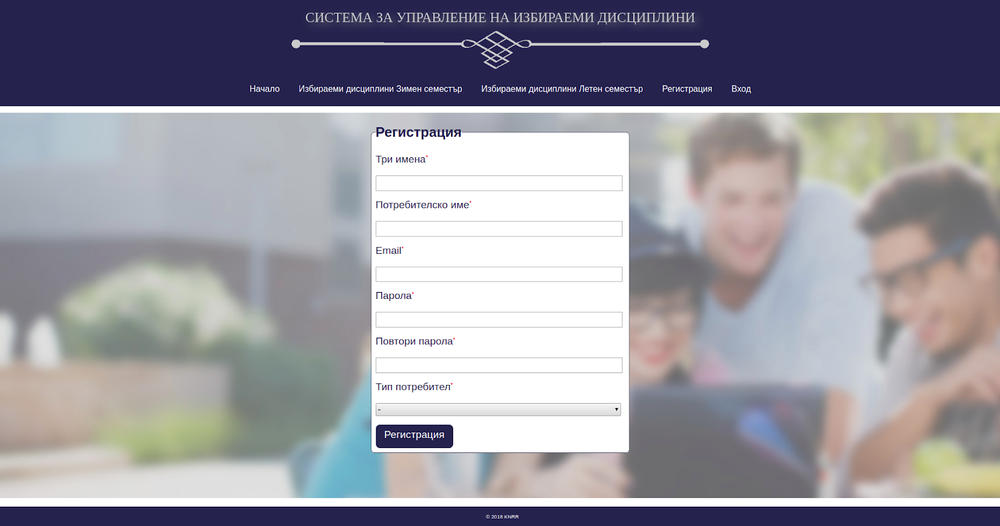 СИСТЕМА ЗА УПРАВЛЕНИЕ НА ИЗБИРАЕМИ ДИСЦИПЛИНИ
Начало Избираеми дисциплини Зимен семестър Избираеми дисциплини Летен семестър Регистрация Вход
Регистрация
Три имена*
Потребителско име*
Email*
Парола*
Повтори парола*
Тип потребител*
-
Регистрация
© 2018 KNRR